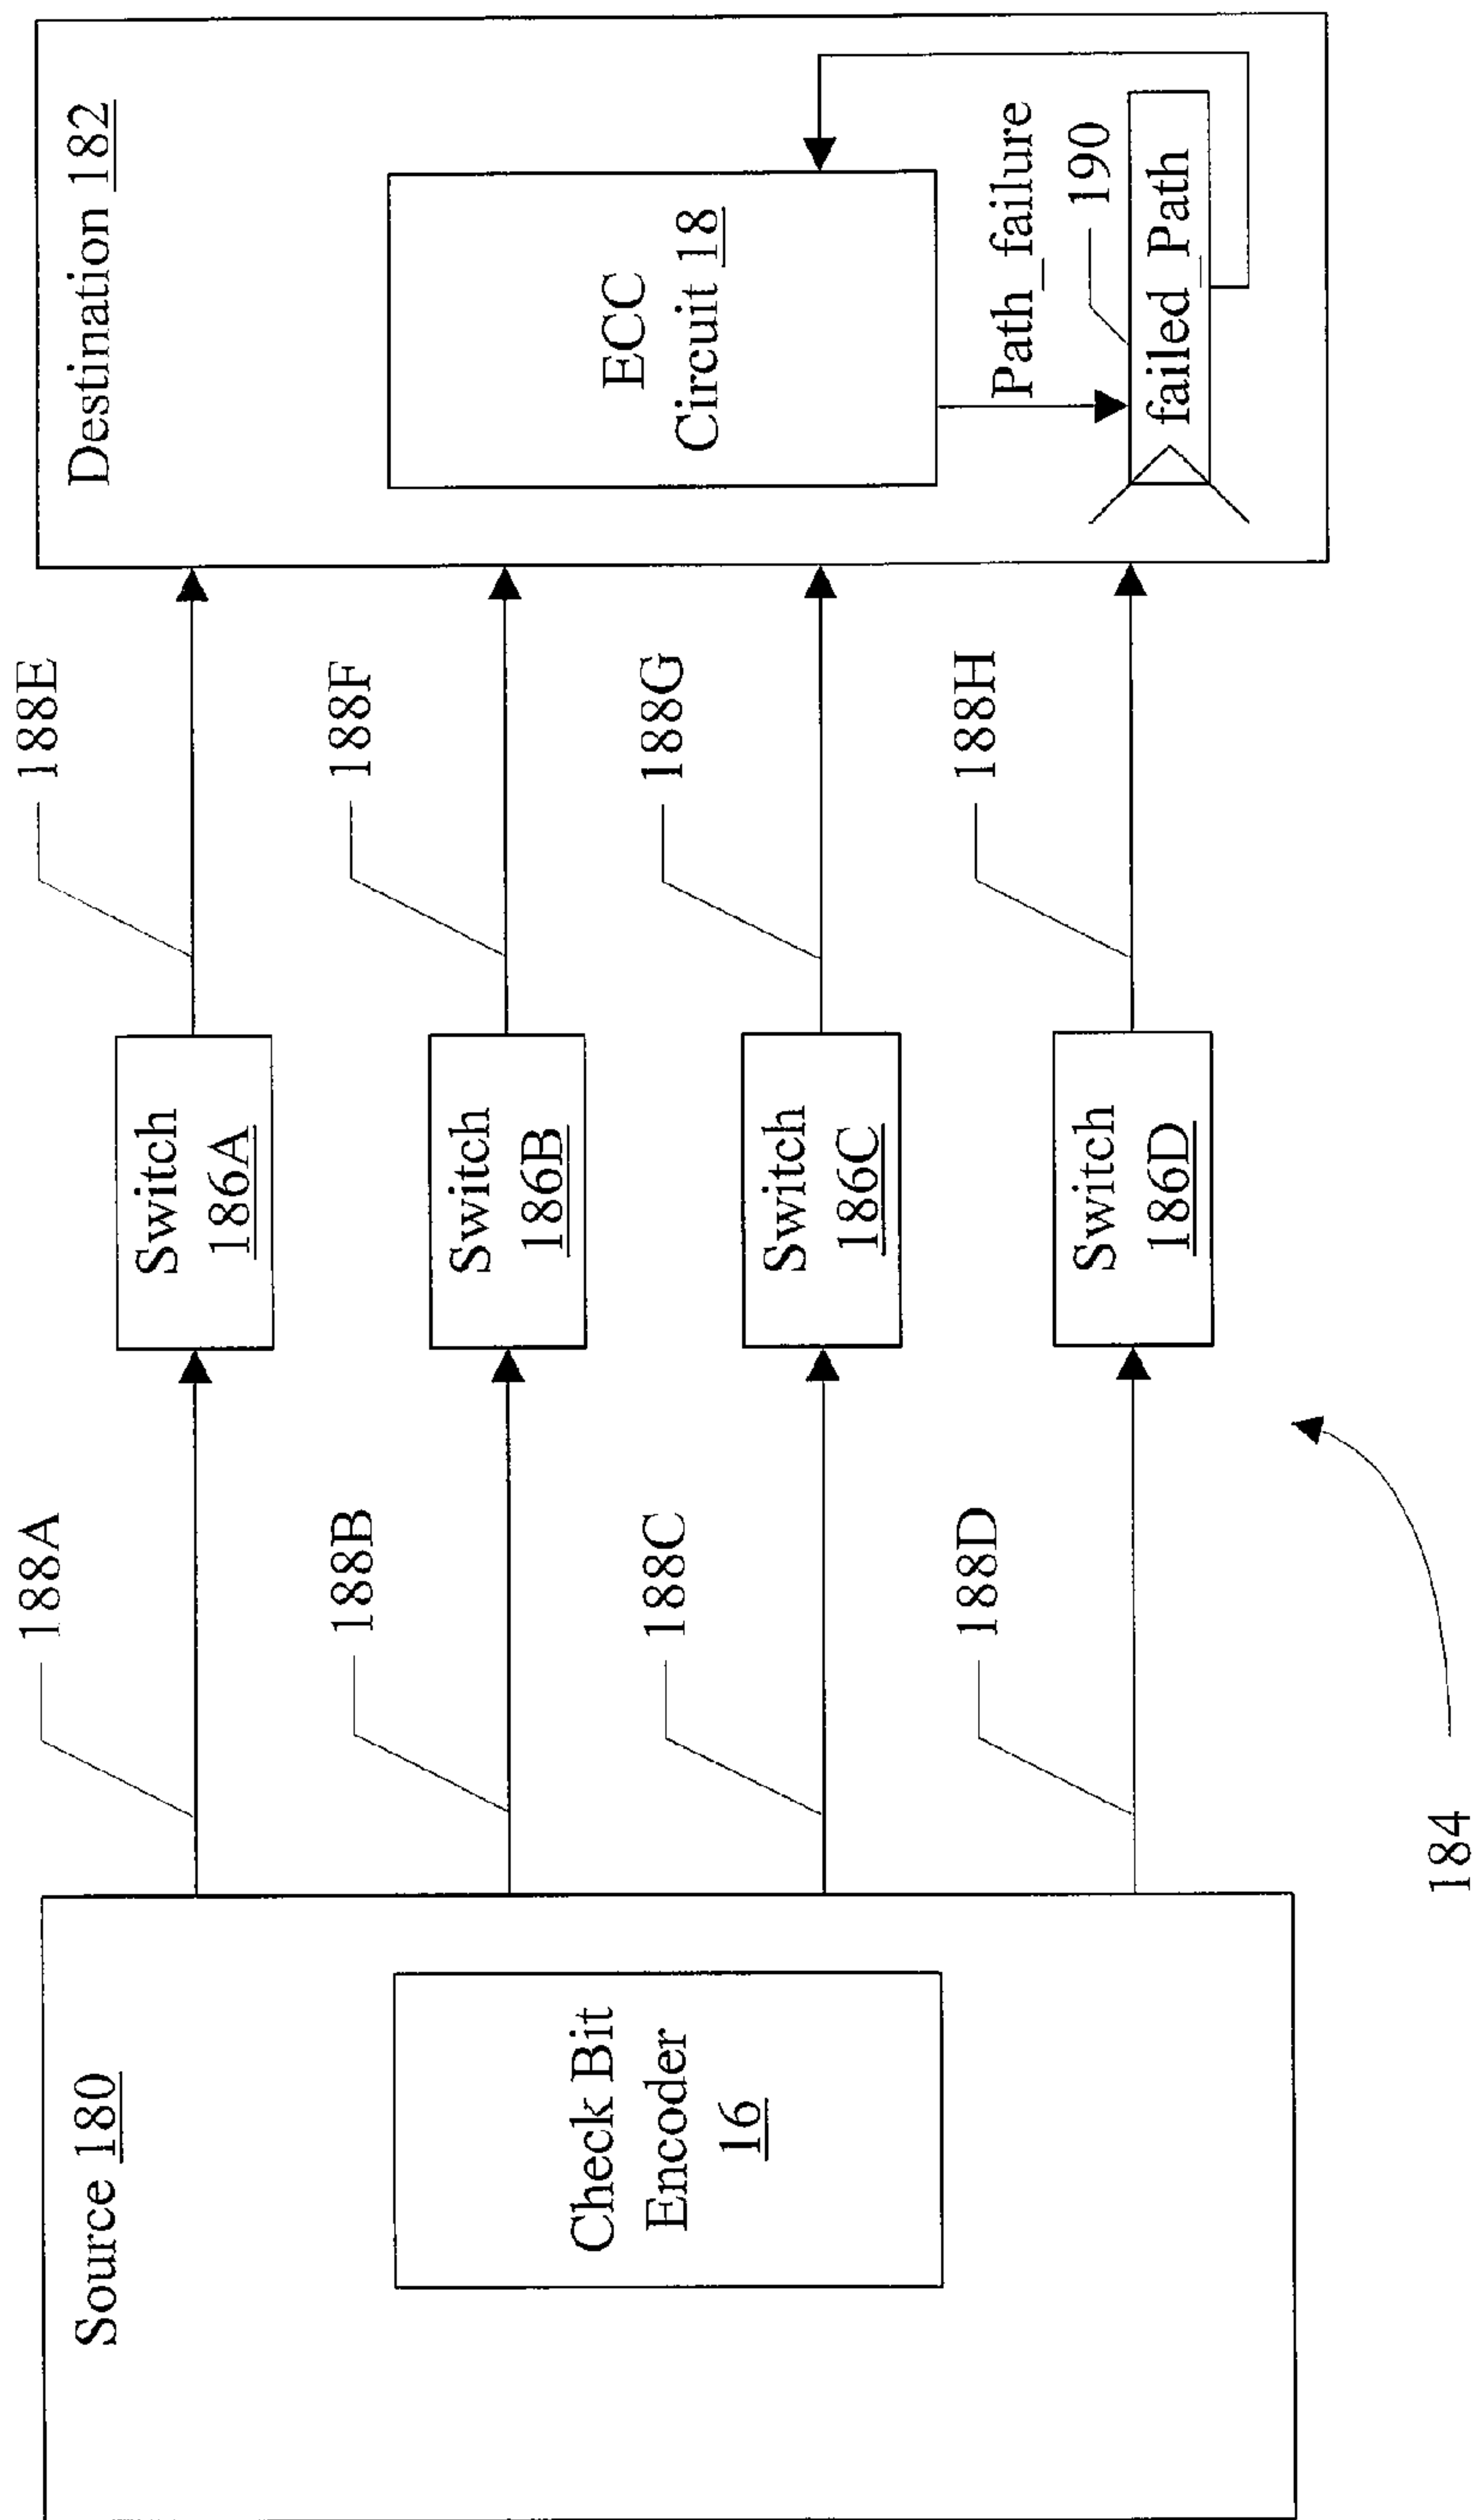 Source 180
Check Bit
Encoder
16
188A
188B
188C
188D
Switch
186A
Switch
186B
Switch
186C
Switch
186D
188E
188F
188G
188H
Destination 182
ECC
Circuit 18
Path_failure
190
failed_Path
184